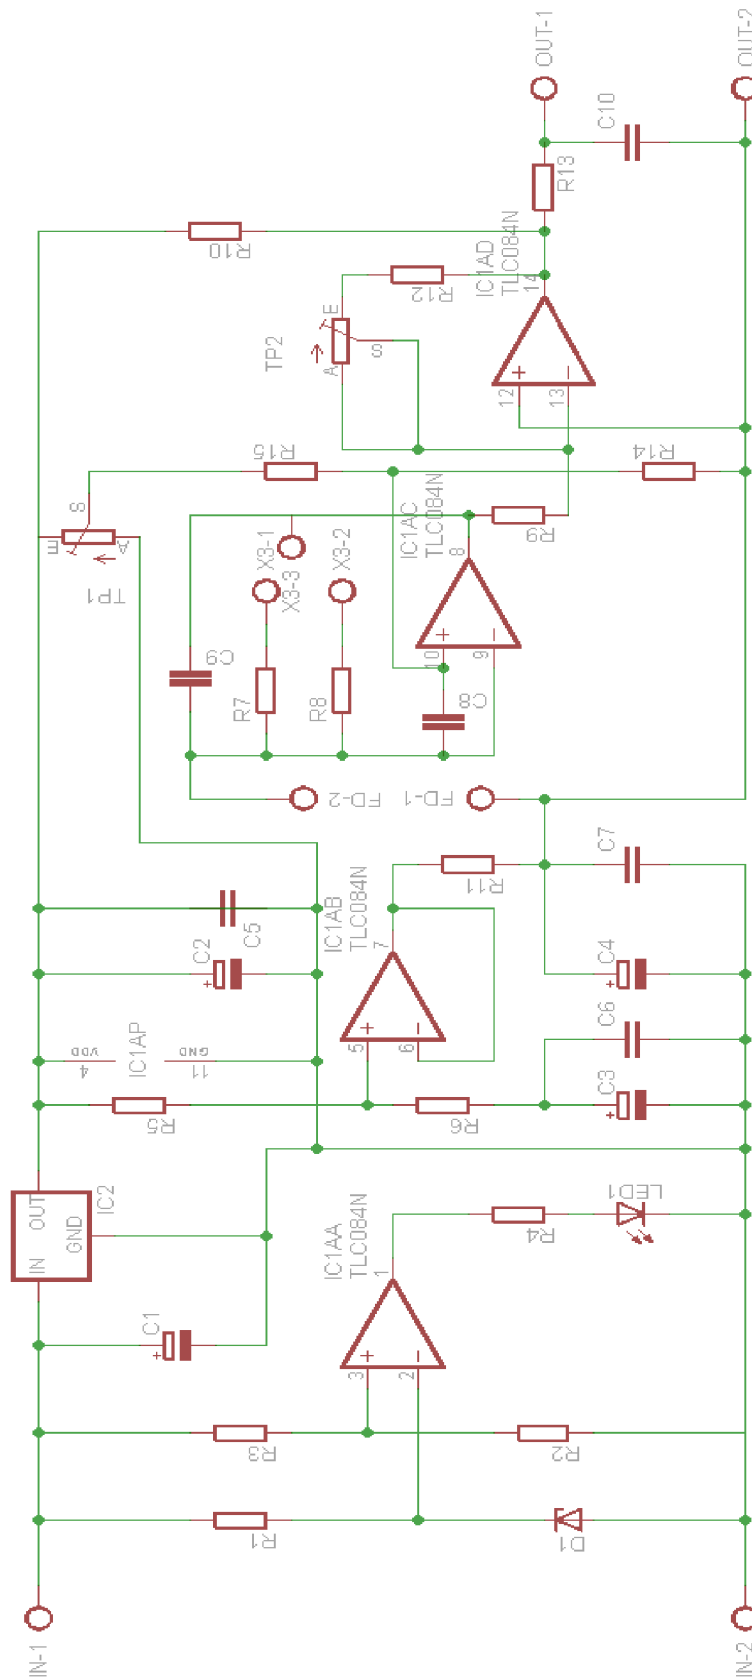 OUT-1
OUT-2
C10
R13
R10
IC1AD
TLC084N
14
R12
TP2
E
A
S
12
+
13
-
R15
R14
S
E
A
TP1
IC1AC
TLC084N
8
R9
X3-1
X3-3
X3-2
C9
R7
R8
10
+
9
-
C8
FD-2
FD-1
C7
R11
IC1AB
TLC084N
7
C2
+
C5
C4
+
5
+
6
-
C6
C3
+
VDD
4
IC1AP
GND
11
R5
R6
IN
OUT
GND
IC2
IC1AA
TLC084N
1
R4
LED1
C1
+
3
+
2
-
R3
R2
R1
D1
IN-1
IN-2